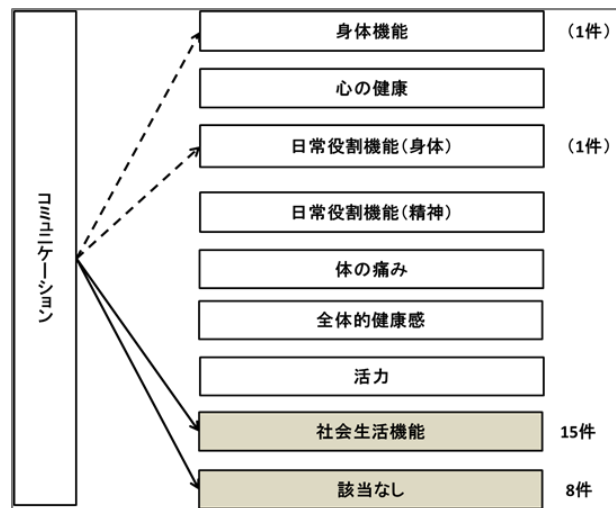 コミュニケーション
身体機能 (1件)
心の健康
日常役割機能(身体) (1件)
日常役割機能(精神)
体の痛み
全体的健康感
活力
社会生活機能 15件
該当なし 8件